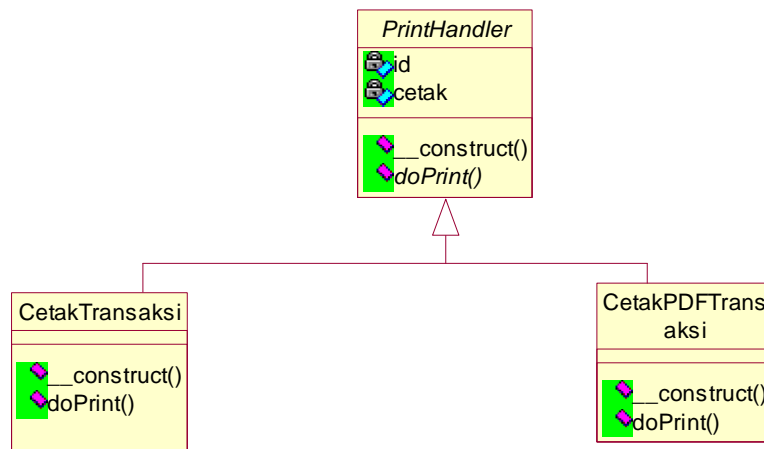 PrintHandler
id
cetak
__construct()
doPrint()
CetakTransaksi
__construct()
doPrint()
CetakPDFTrans
aksi
__construct()
doPrint()